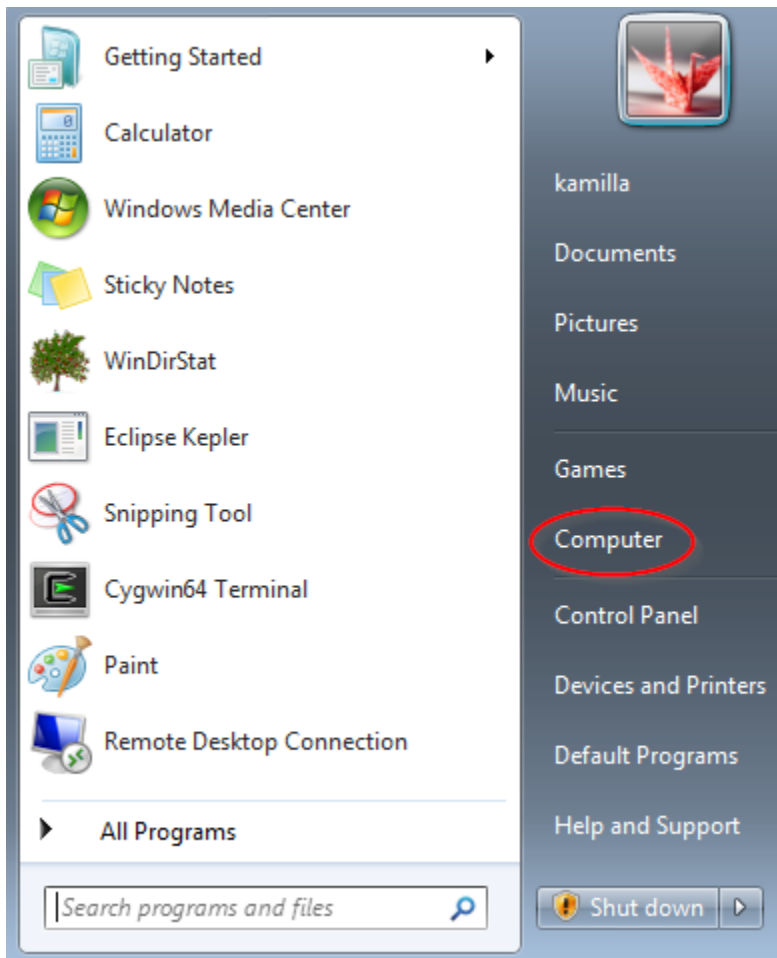 Getting Started
Calculator
Windows Media Center
Sticky Notes
WinDirStat
Eclipse Kepler
Snipping Tool
Cygwin64 Terminal
Paint
Remote Desktop Connection
All Programs
Search programs and files
kamilla
Documents
Pictures
Music
Games
Computer
Control Panel
Devices and Printers
Default Programs
Help and Support
Shut down